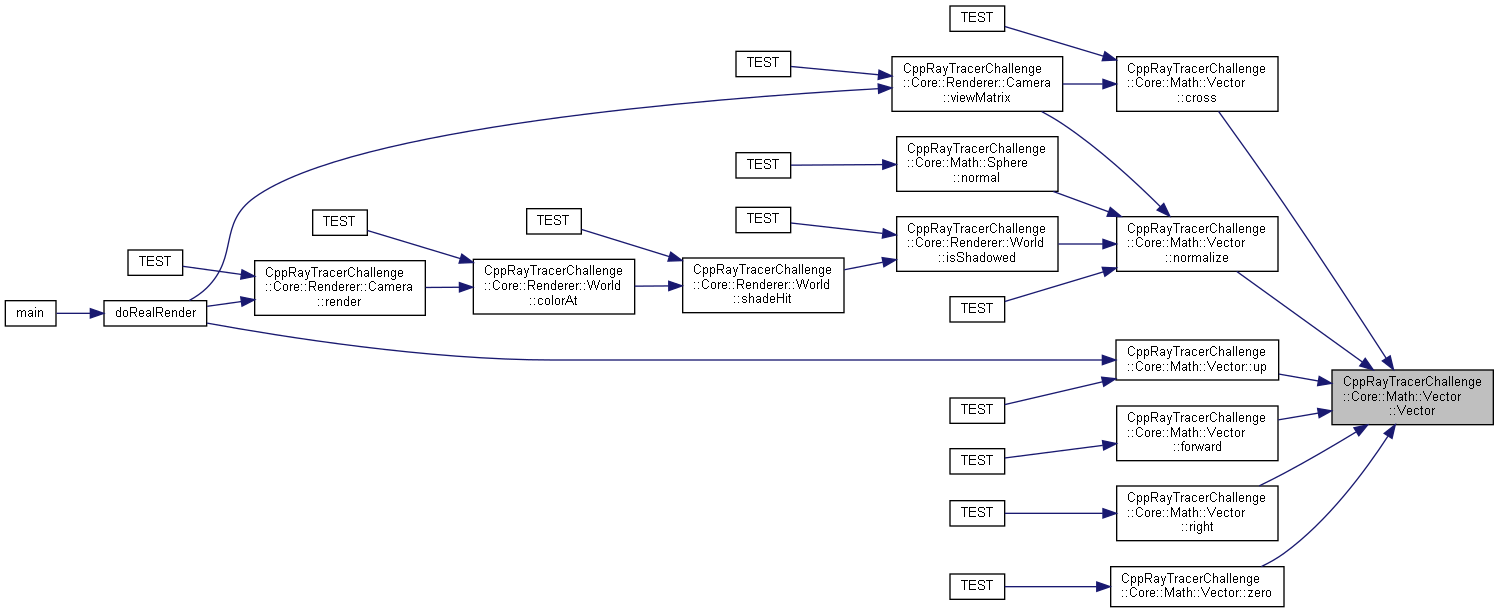 TEST
TEST
CppRayTracerChallenge
::Core::Renderer::Camera
::viewMatrix
CppRayTracerChallenge
::Core::Math::Vector
::cross
TEST
CppRayTracerChallenge
::Core::Math::Sphere
::normal
TEST
TEST
TEST
CppRayTracerChallenge
::Core::Renderer::World
::isShadowed
CppRayTracerChallenge
::Core::Math::Vector
::normalize
TEST
CppRayTracerChallenge
::Core::Renderer::Camera
::render
CppRayTracerChallenge
::Core::Renderer::World
::colorAt
CppRayTracerChallenge
::Core::Renderer::World
::shadeHit
main
doRealRender
TEST
CppRayTracerChallenge
::Core::Math::Vector::up
CppRayTracerChallenge
::Core::Math::Vector
::Vector
TEST
CppRayTracerChallenge
::Core::Math::Vector
::forward
TEST
CppRayTracerChallenge
::Core::Math::Vector
::right
TEST
CppRayTracerChallenge
::Core::Math::Vector::zero
TEST